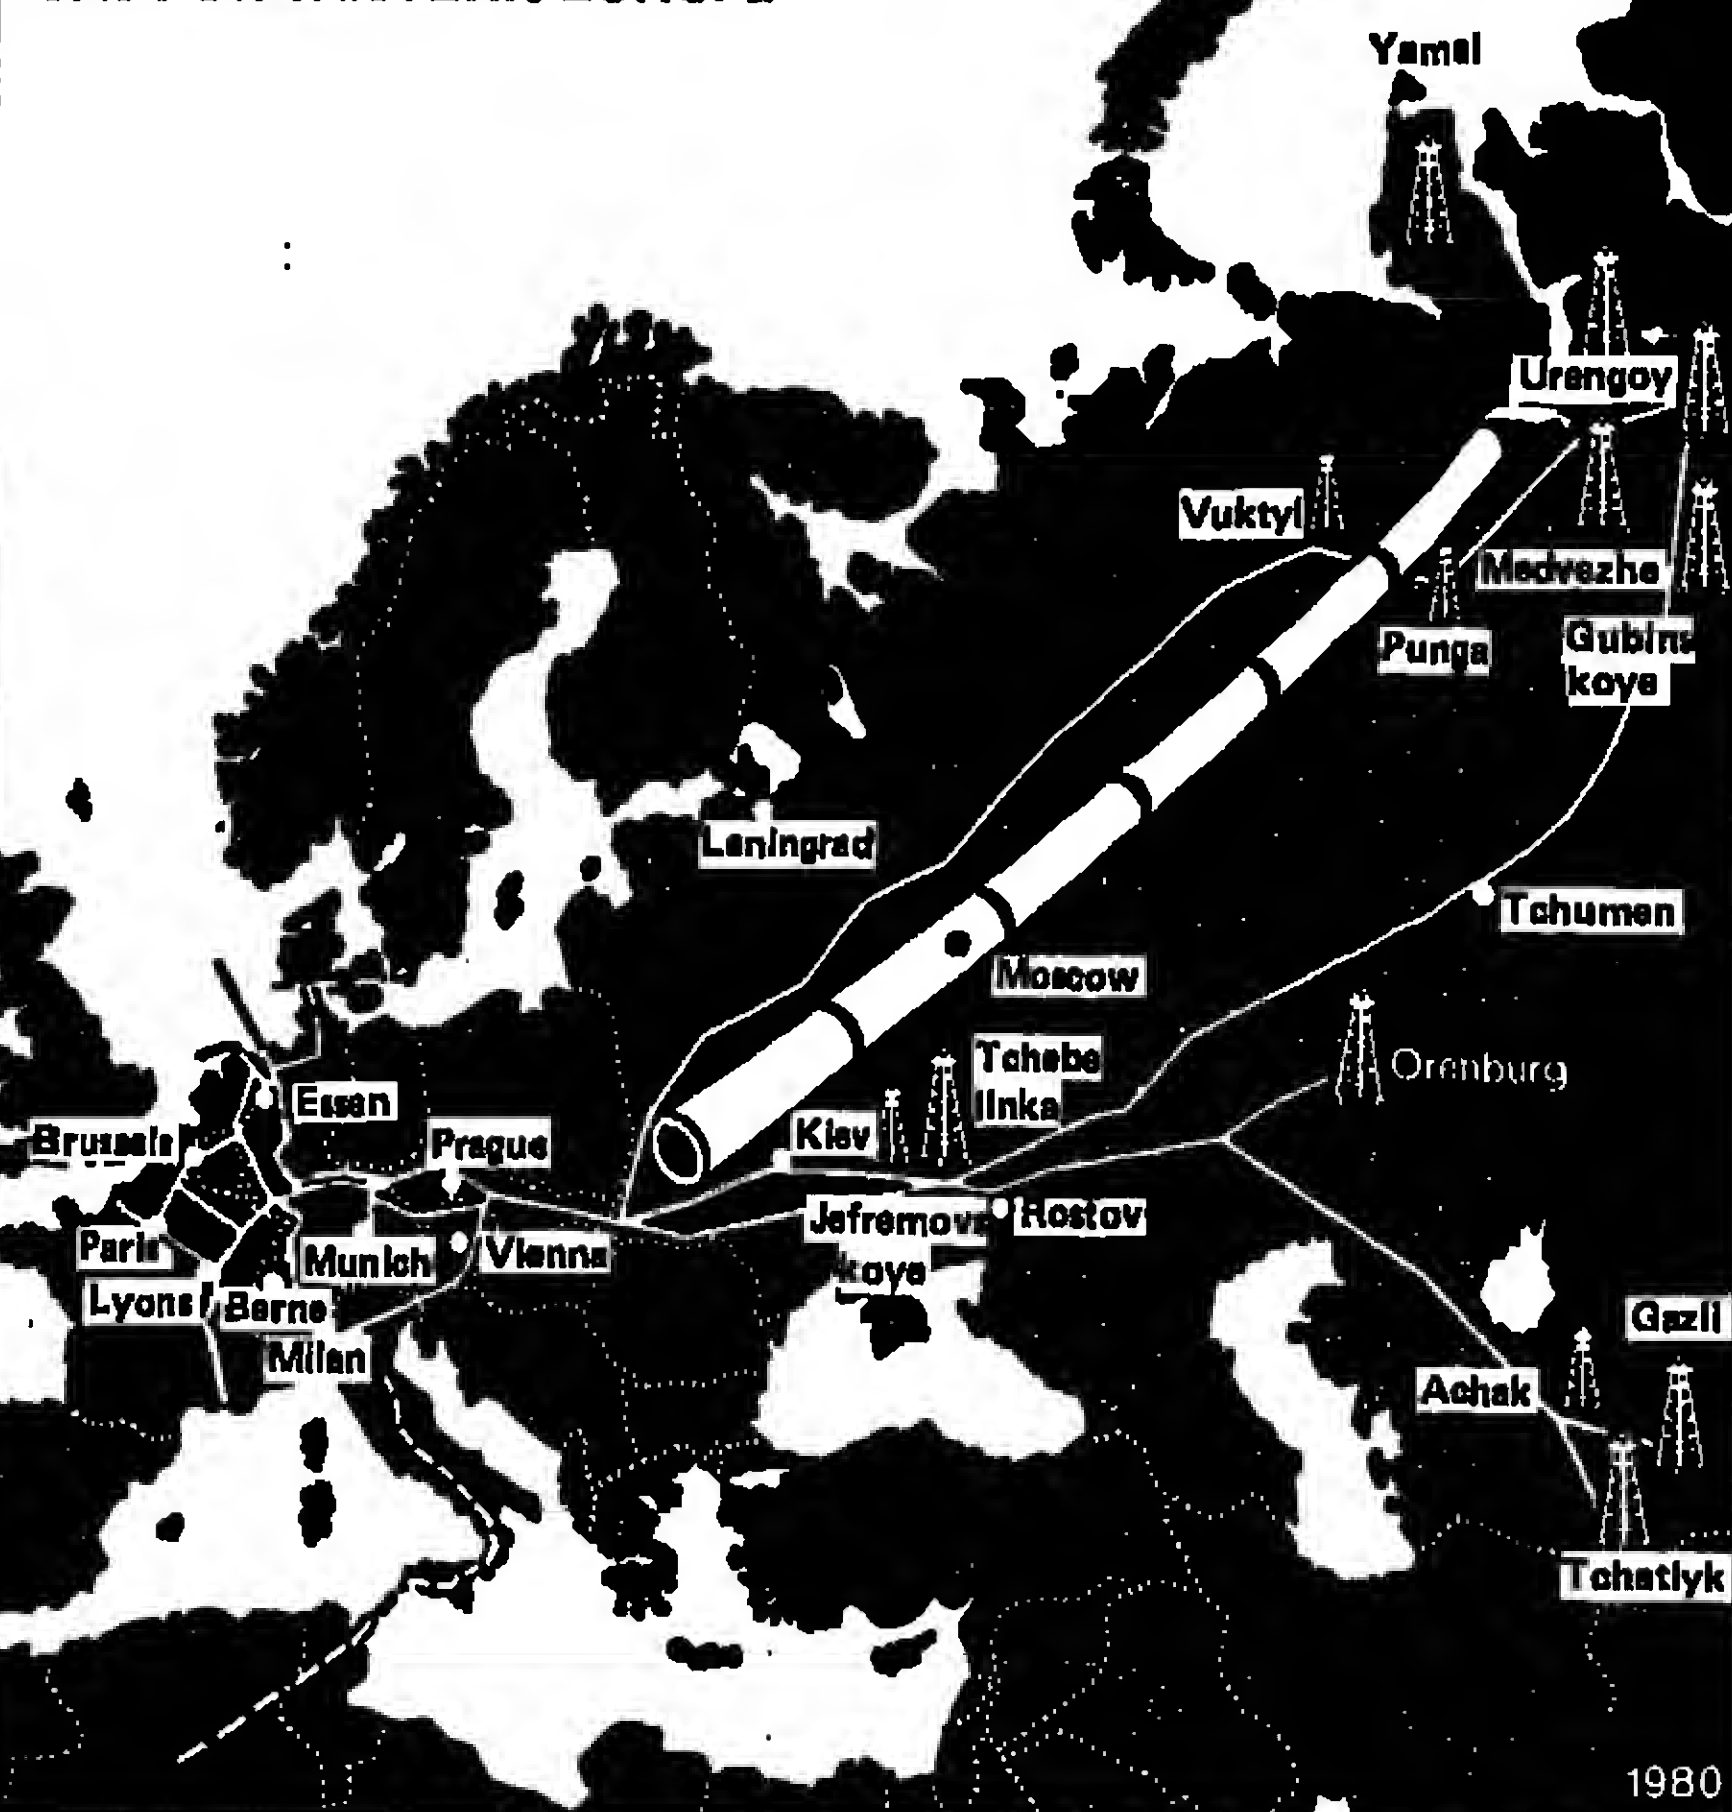 Yamal
Urengoy
Vuktyl
Medvezhe
Punga
Gubins
koye
Leningrad
Tchumen
Moscow
Tchebe
linka
Orenburg
Essen
Kiev
Brussels
Prague
Jefremovs
koye
Rostov
Paris
Munich
Vienna
Lyons
Berne
Gazli
Milan
Achak
Tchatlyk
1980